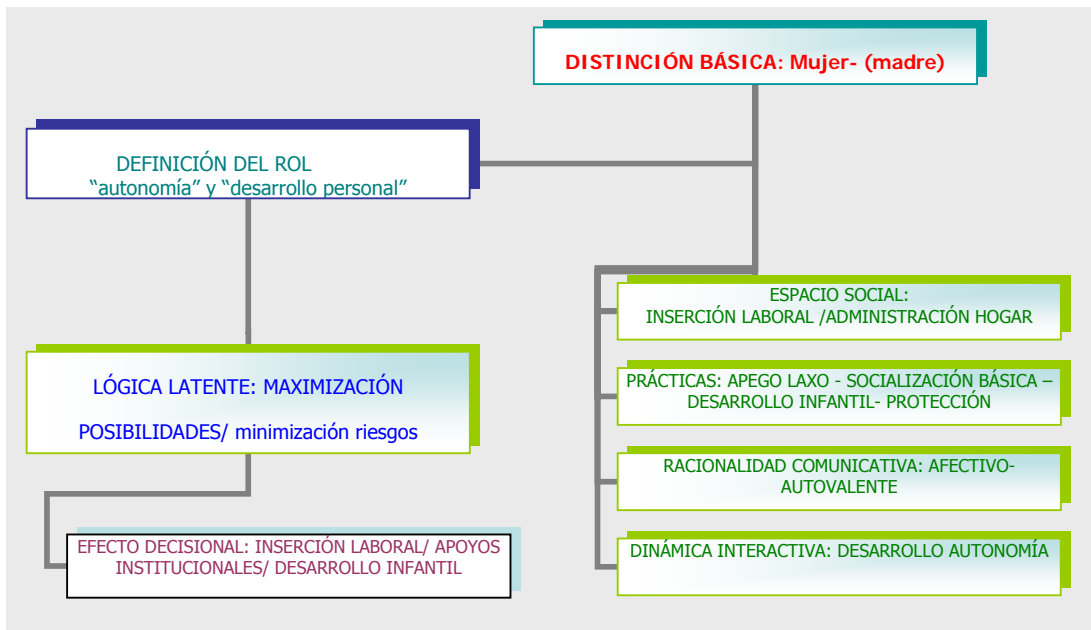 DISTINCIÓN BÁSICA: Mujer- (madre)
DEFINICIÓN DEL ROL
“autonomía” y “desarrollo personal”
LÓGICA LATENTE: MAXIMIZACIÓN
POSIBILIDADES/ minimización riesgos
EFECTO DECISIONAL: INSERCIÓN LABORAL/ APOYOS
INSTITUCIONALES/ DESARROLLO INFANTIL
ESPACIO SOCIAL:
INSERCIÓN LABORAL /ADMINISTRACIÓN HOGAR
PRÁCTICAS: APEGO LAXO - SOCIALIZACIÓN BÁSICA –
DESARROLLO INFANTIL- PROTECCIÓN
RACIONALIDAD COMUNICATIVA: AFECTIVO-
AUTOVALENTE
DINÁMICA INTERACTIVA: DESARROLLO AUTONOMÍA